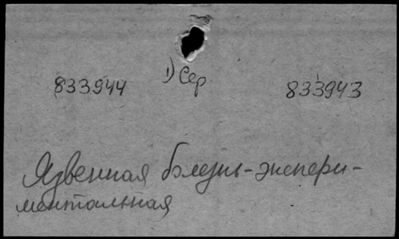 833944 1) Сер 833943
Язвенная болезнь-экспери-
ментальная